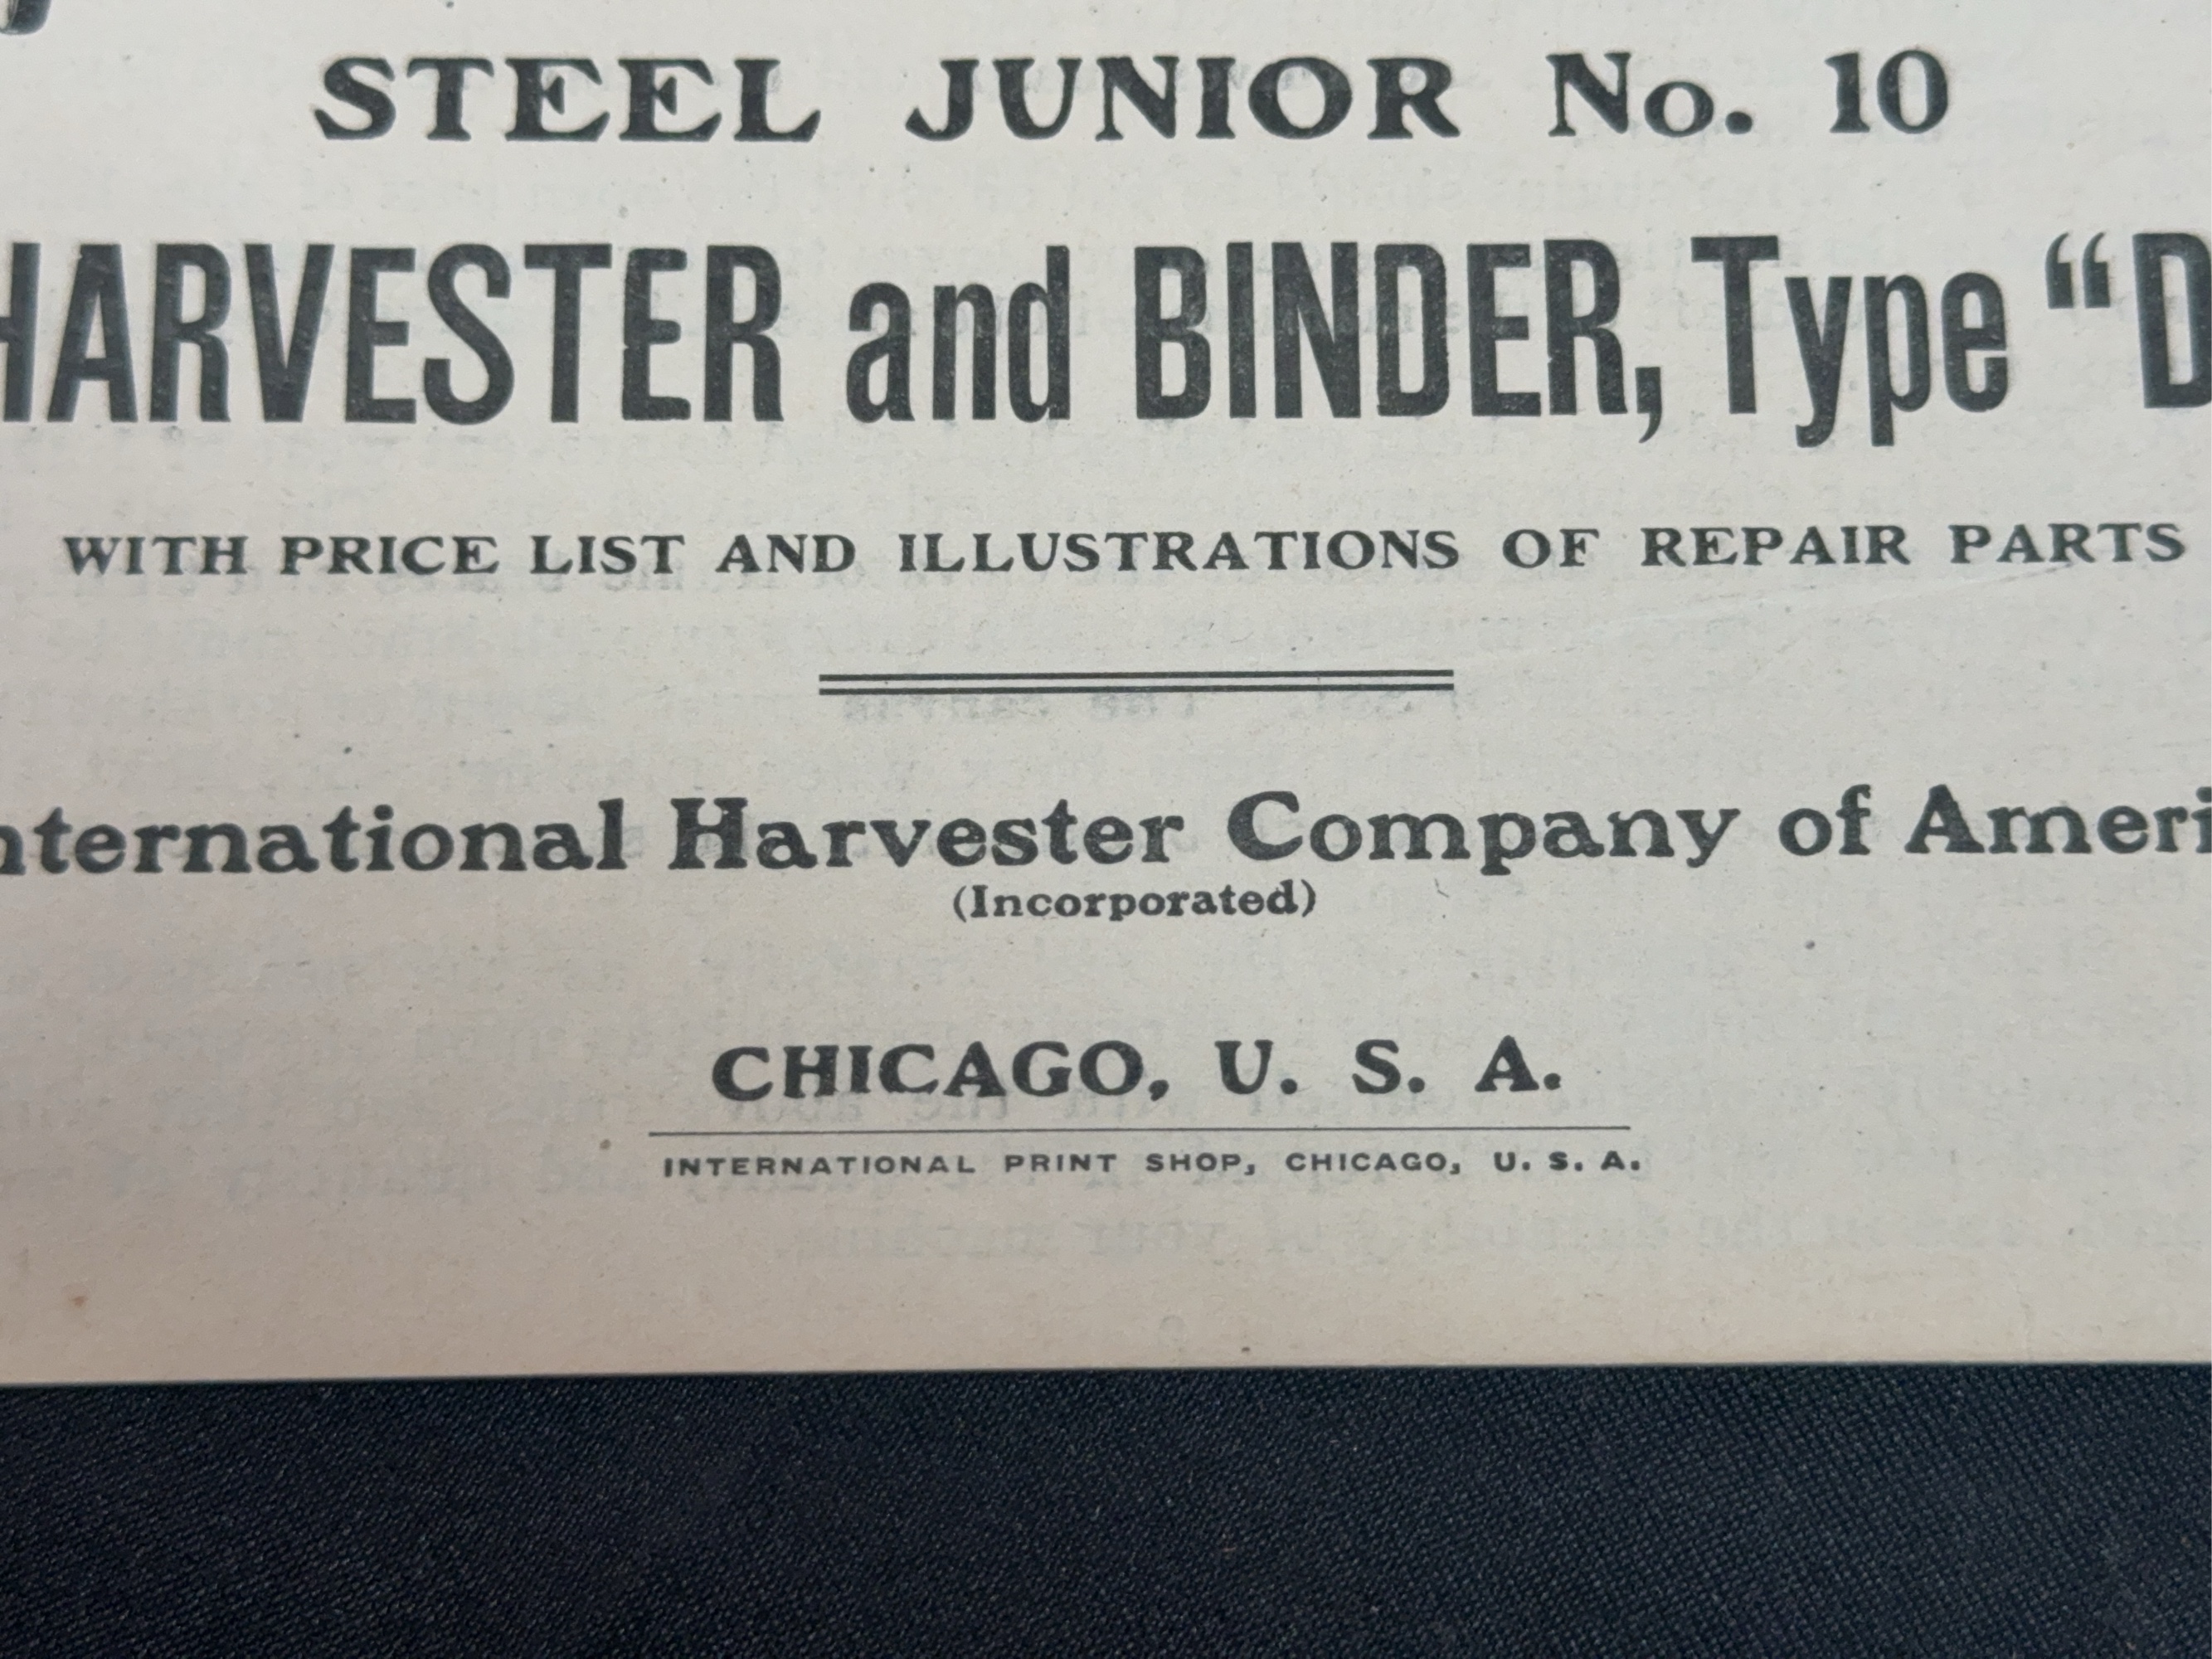 STEEL JUNIOR No. 10
HARVESTER and BINDER, Type “D
WITH PRICE LIST AND ILLUSTRATIONS OF REPAIR PARTS
nternational Harvester Company of Ameri
(Incorporated)
CHICAGO, U. S. A.
INTERNATIONAL PRINT SHOP, CHICAGO, U. S. A.